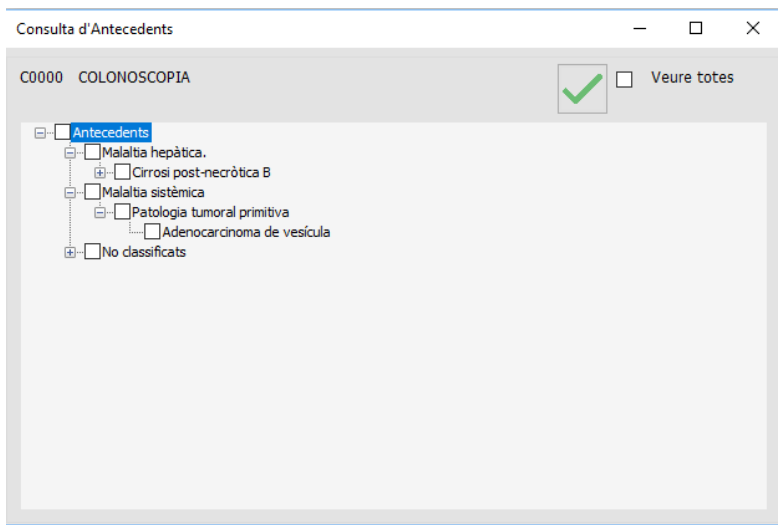 Consulta d'Antecedents
C0000 COLONOSCOPIA
Veure totes
Antecedents
Malaltia hepàtica.
Cirrosi post-necròtica B
Malaltia sistèmica
Patologia tumoral primitiva
Adenocarcinoma de vesícula
No classificats